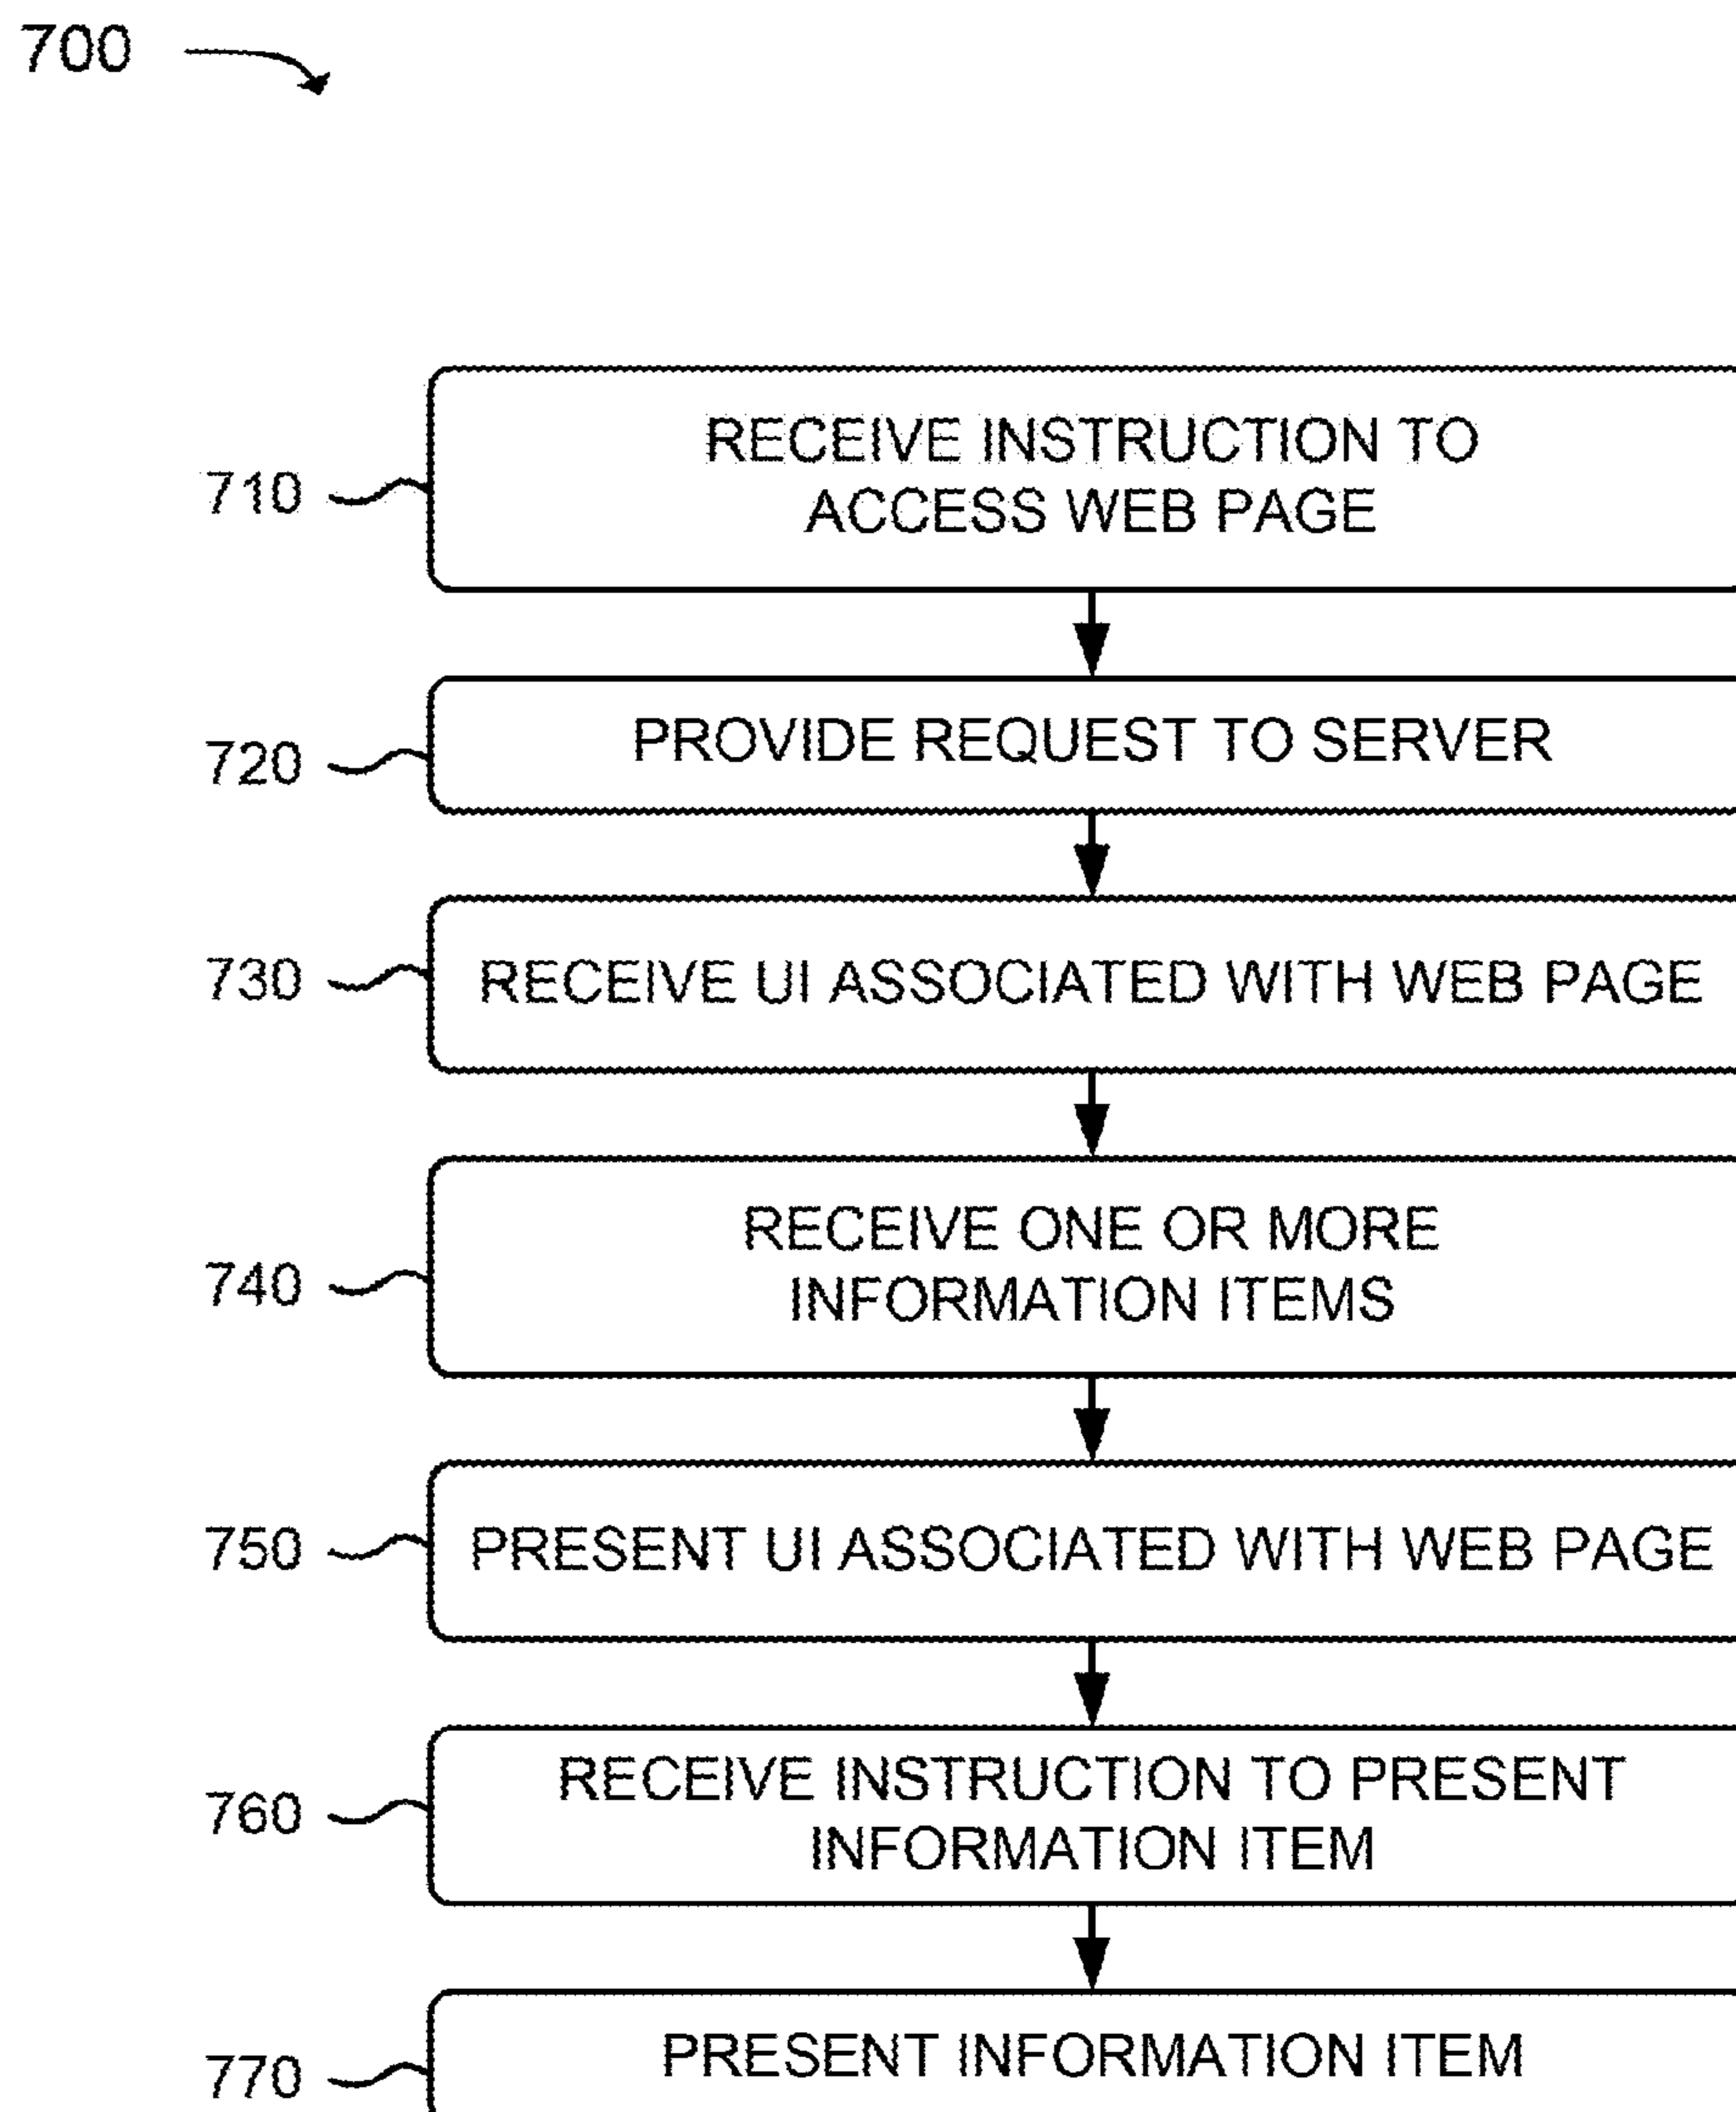 700
RECEIVE INSTRUCTION TO
ACCESS WEB PAGE
710
PROVIDE REQUEST TO SERVER
720
730 RECEIVE UI ASSOCIATED WITH WEB PAGE
RECEIVE ONE OR MORE
INFORMATION ITEMS
740
750 PRESENT UI ASSOCIATED WITH WEB PAGE
RECEIVE INSTRUCTION TO PRESENT
INFORMATION ITEM
760
PRESENT INFORMATION ITEM
770